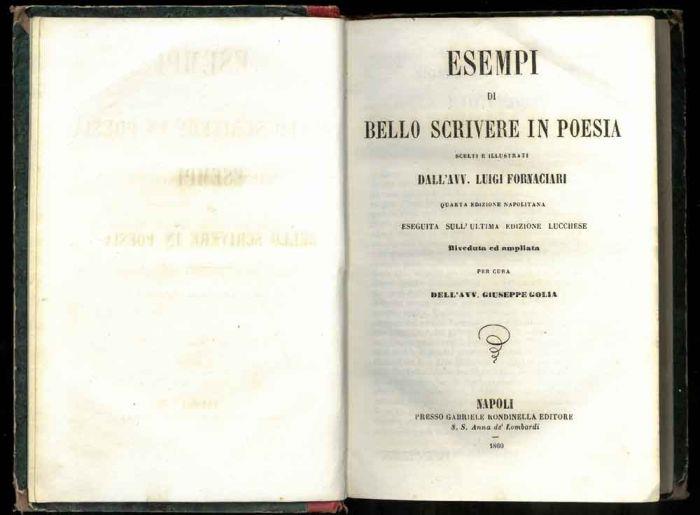 ESEMPI
DI
BELLO SCRIVERE IN POESIA
SCELTI E ILLUSTRATI
DALL'AVV. LUIGI FORNACIARI
QUARTA EDIZIONE NAPOLITANA
ESEGUITA SULL'ULTIMA EDIZIONE LUCCHESE
Riveduta ed ampliata
PER CURA
DELL'AVV. GIUSEPPE GOLIA
NAPOLI
PRESSO GABRIELE RONDINELLA EDITORE
S. S. Anna de' Lombardi
1860